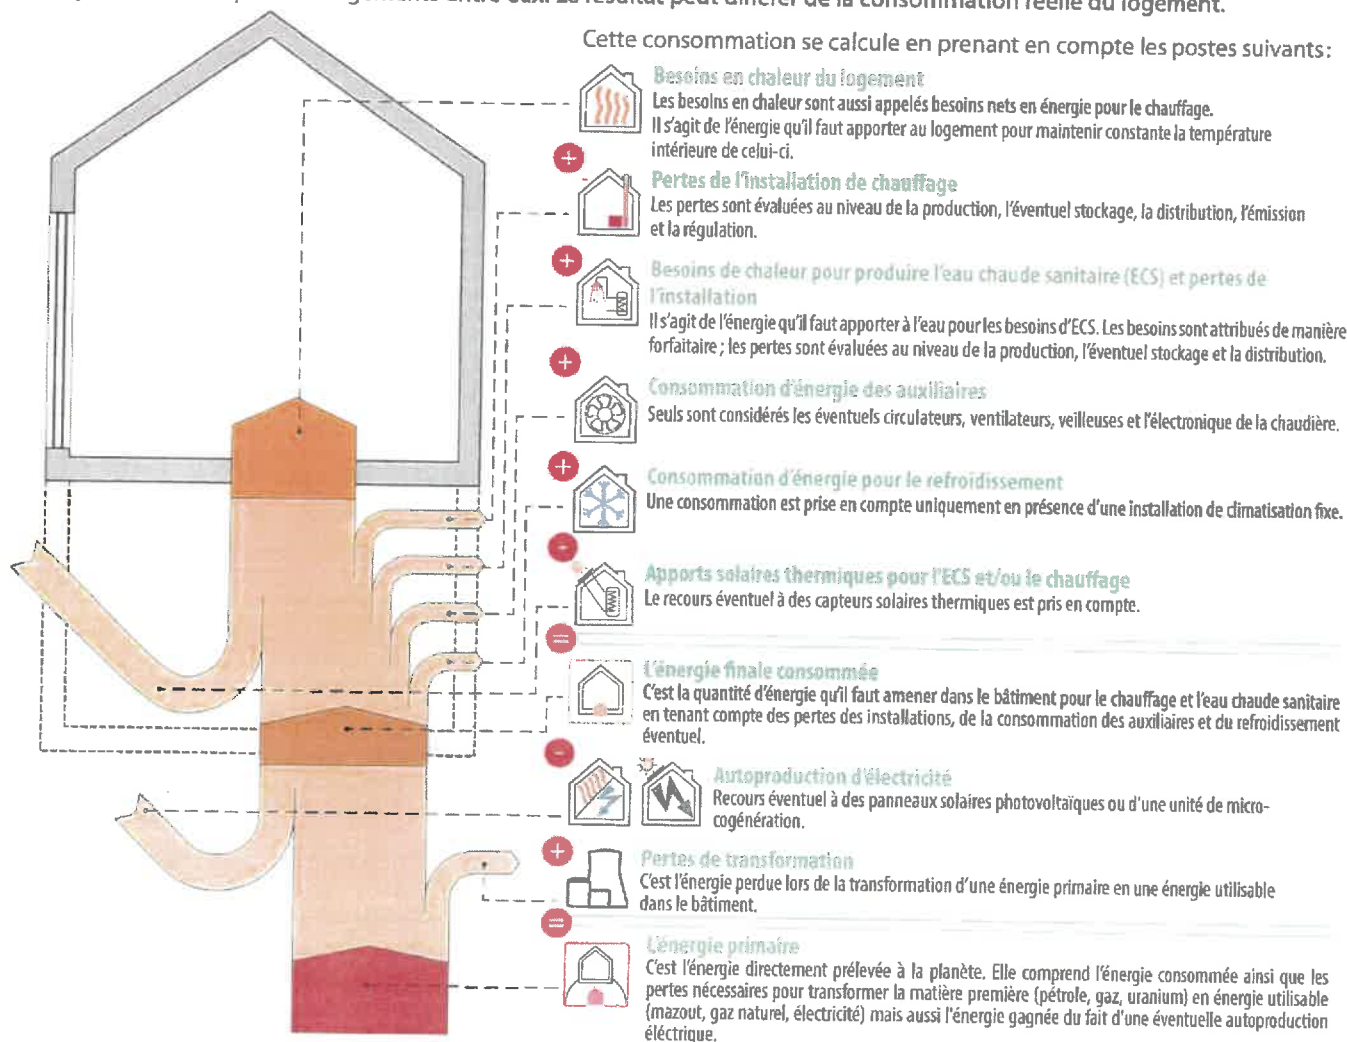 entre eux. Le résultat peut différer de la consommation réelle du logement.
Cette consommation se calcule en prenant en compte les postes suivants:
Besoins en chaleur du logement
Les besoins en chaleur sont aussi appelés besoins nets en énergie pour le chauffage.
Il s'agit de l'énergie qu'il faut apporter au logement pour maintenir constante la température
intérieure de celui-ci.
+
Pertes de l'installation de chauffage
Les pertes sont évaluées au niveau de la production, l'éventuel stockage, la distribution, l'émission
et la régulation.
+
Besoins de chaleur pour produire l'eau chaude sanitaire (ECS) et pertes de
l'installation
Il s'agit de l'énergie qu'il faut apporter à l'eau pour les besoins d'ECS. Les besoins sont attribués de manière
forfaitaire ; les pertes sont évaluées au niveau de la production, l'éventuel stockage et la distribution.
+
Consommation d'énergie des auxiliaires
Seuls sont considérés les éventuels circulateurs, ventilateurs, veilleuses et l'électronique de la chaudière.
+
Consommation d'énergie pour le refroidissement
Une consommation est prise en compte uniquement en présence d'une installation de climatisation fixe.
-
Apports solaires thermiques pour l'ECS et/ou le chauffage
Le recours éventuel à des capteurs solaires thermiques est pris en compte.
=
L'énergie finale consommée
C'est la quantité d'énergie qu'il faut amener dans le bâtiment pour le chauffage et l'eau chaude sanitaire
en tenant compte des pertes des installations, de la consommation des auxiliaires et du refroidissement
éventuel.
-
Autoproduction d'électricité
Recours éventuel à des panneaux solaires photovoltaïques ou d'une unité de micro-
cogénération.
+
Pertes de transformation
C'est l'énergie perdue lors de la transformation d'une énergie primaire en une énergie utilisable
dans le bâtiment.
=
L'énergie primaire
C'est l'énergie directement prélevée à la planète. Elle comprend l'énergie consommée ainsi que les
pertes nécessaires pour transformer la matière première (pétrole, gaz, uranium) en énergie utilisable
(mazout, gaz naturel, électricité) mais aussi l'énergie gagnée du fait d'une éventuelle autoproduction
éléctrique.